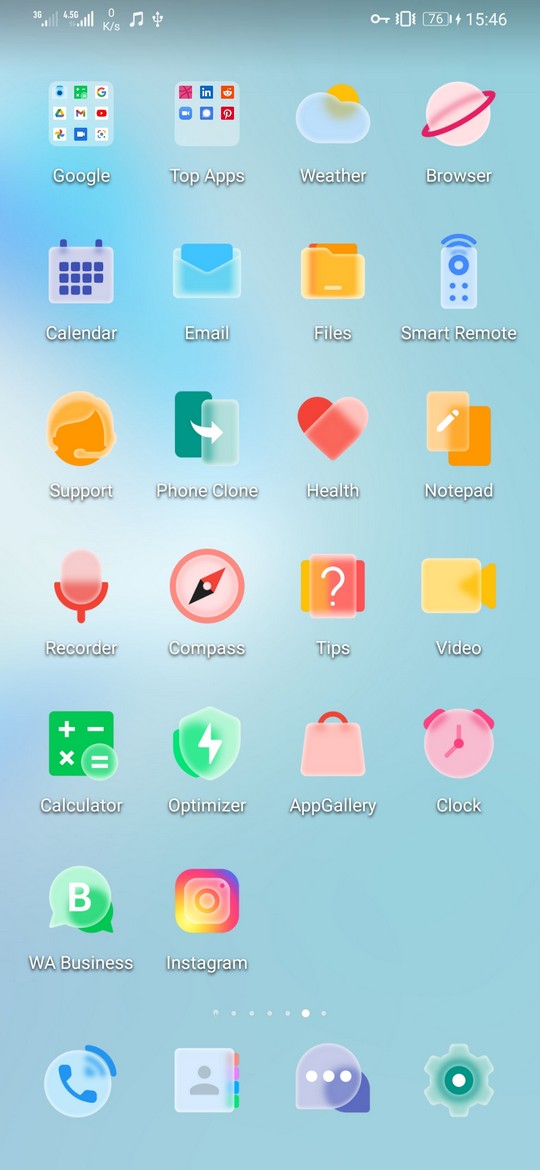 3G 4.5G 0 K/s 76 15:46
Google Top Apps Weather Browser
Calendar Email Files Smart Remote
Support Phone Clone Health Notepad
Recorder Compass Tips Video
Calculator Optimizer AppGallery Clock
B
WA Business Instagram